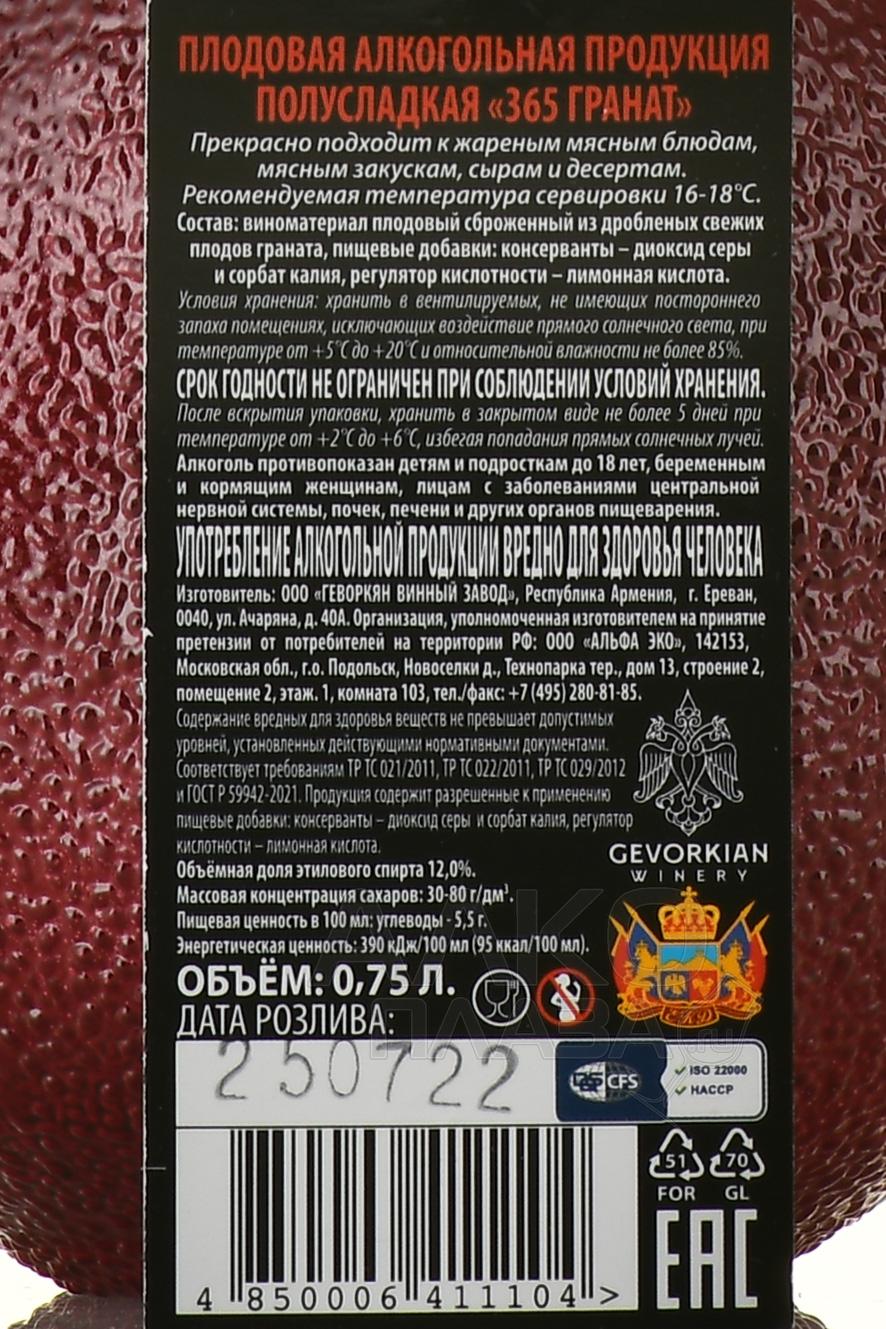 ПЛОДОВАЯ АЛКОГОЛЬНАЯ ПРОДУКЦИЯ
ПОЛУСЛАДКАЯ «365 ГРАНАТ»
Прекрасно подходит к жареным мясным блюдам,
мясным закускам, сырам и десертам.
Рекомендуемая температура сервировки 16-18°С.
Состав: виноматериал плодовый сброженный из дробленых свежих
плодов граната, пищевые добавки: консерванты – диоксид серы
и сорбат калия, регулятор кислотности – лимонная кислота.
Условия хранения: хранить в вентилируемых, не имеющих постороннего
запаха помещениях, исключающих воздействие прямого солнечного света, при
температуре от +5°С до +20°С и относительной влажности не более 85%.
СРОК ГОДНОСТИ НЕ ОГРАНИЧЕН ПРИ СОБЛЮДЕНИИ УСЛОВИЙ ХРАНЕНИЯ.
После вскрытия упаковки, хранить в закрытом виде не более 5 дней при
температуре от +2°С до +6°С, избегая попадания прямых солнечных лучей.
Алкоголь противопоказан детям и подросткам до 18 лет, беременным
и кормящим женщинам, лицам с заболеваниями центральной
нервной системы, почек, печени и других органов пищеварения.
УПОТРЕБЛЕНИЕ АЛКОГОЛЬНОЙ ПРОДУКЦИИ ВРЕДНО ДЛЯ ЗДОРОВЬЯ ЧЕЛОВЕКА
Изготовитель: ООО «ГЕВОРКЯН ВИННЫЙ ЗАВОД», Республика Армения, г. Ереван,
0040, ул. Ачаряна, д. 40А. Организация, уполномоченная изготовителем на принятие
претензии от потребителей на территории РФ: ООО «АЛЬФА ЭКО», 142153,
Московская обл., г.о. Подольск, Новоселки д., Технопарка тер., дом 13, строение 2,
помещение 2, этаж. 1, комната 103, тел./факс: +7 (495) 280-81-85.
Содержание вредных для здоровья веществ не превышает допустимых
уровней, установленных действующими нормативными документами.
Соответствует требованиям ТР ТС 021/2011, ТР ТС 022/2011, ТР ТС 029/2012
и ГОСТ Р 59942-2021. Продукция содержит разрешенные к применению
пищевые добавки: консерванты – диоксид серы и сорбат калия, регулятор
кислотности – лимонная кислота.
GEVORKIAN
WINERY
Объёмная доля этилового спирта 12,0%.
Массовая концентрация сахаров: 30-80 г/дм³.
Пищевая ценность в 100 мл: углеводы - 5,5 г.
Энергетическая ценность: 390 кДж/100 мл (95 ккал/100 мл).
ОБЪЁМ: 0,75 Л.
ДАТА РОЗЛИВА:
250722
CFS
ISO 22000
HACCP
51
FOR
70
GL
EAC
4 850006 411104 >